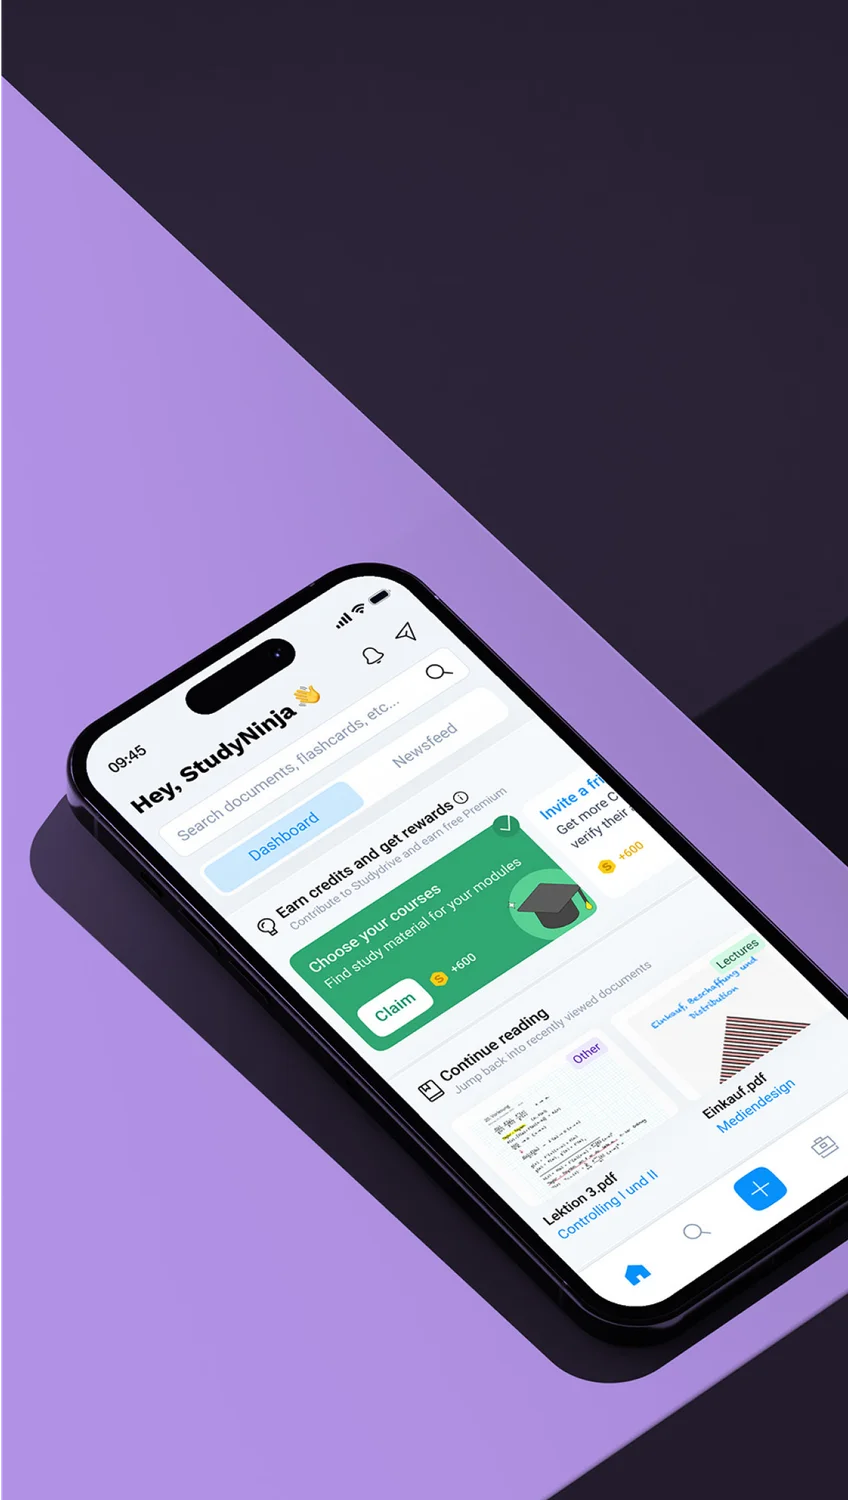 09:45
Hey, StudyNinja 👋
Search documents, flashcards, etc...
Dashboard
Newsfeed
Earn credits and get rewards
Contribute to Studydrive and earn free Premium
Choose your courses
Find study material for your modules
Claim
+600
Invite a fri
Get more C
verify their
+600
Continue reading
Jump back into recently viewed documents
Other
Lektion 3.pdf
Controlling I und II
Lectures
Einkauf, Beschaffung und
Distribution
Einkauf.pdf
Mediendesign